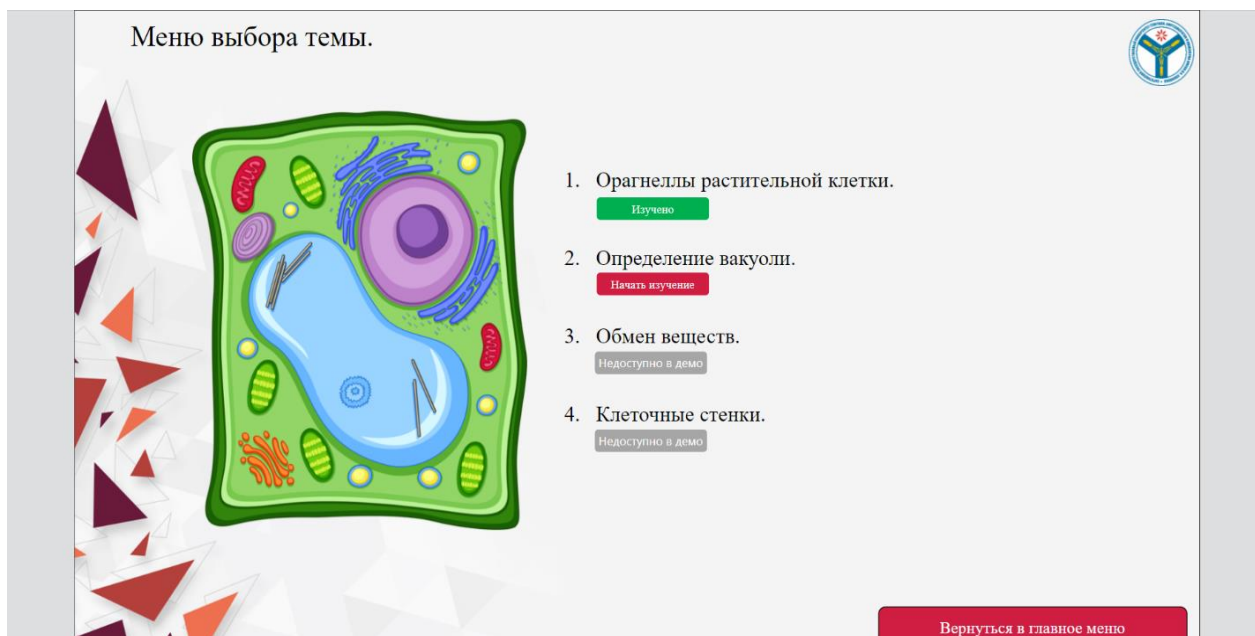 Меню выбора темы.
1. Орагнеллы растительной клетки.
Изучено
2. Определение вакуоли.
Начать изучение
3. Обмен веществ.
Недоступно в демо
4. Клеточные стенки.
Недоступно в демо
Вернуться в главное меню